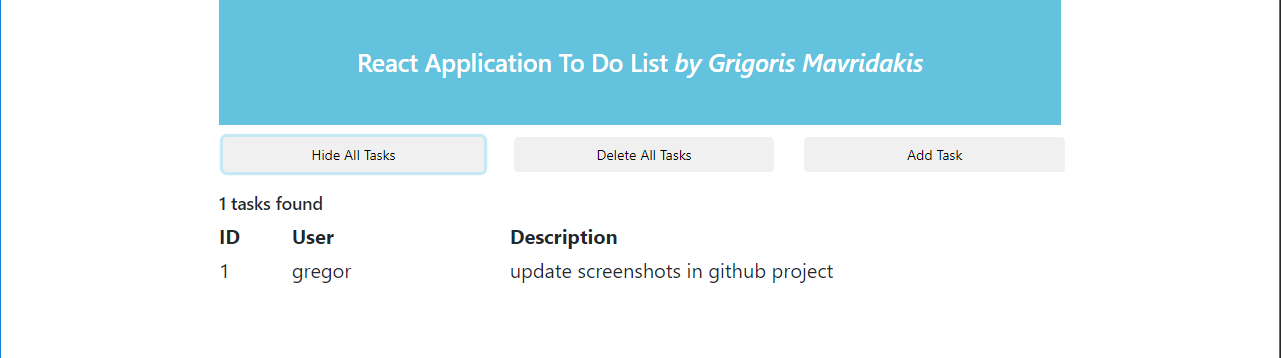 React Application To Do List by Grigoris Mavridakis
Hide All Tasks Delete All Tasks Add Task
1 tasks found
ID User Description
1 gregor update screenshots in github project